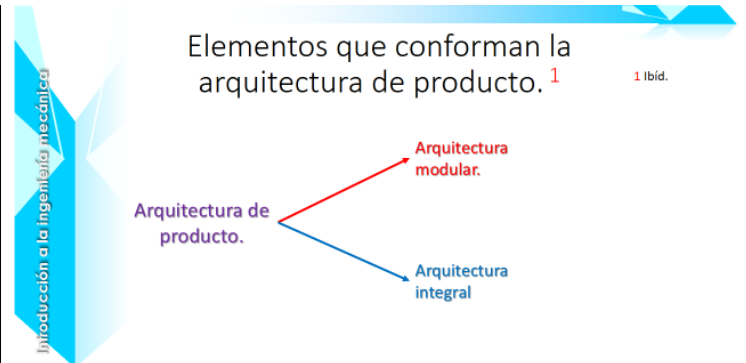 Elementos que conforman la
arquitectura de producto. 1
1 Ibíd.
Introducción a la ingeniería mecánica
Arquitectura
modular.
Arquitectura de
producto.
Arquitectura
integral